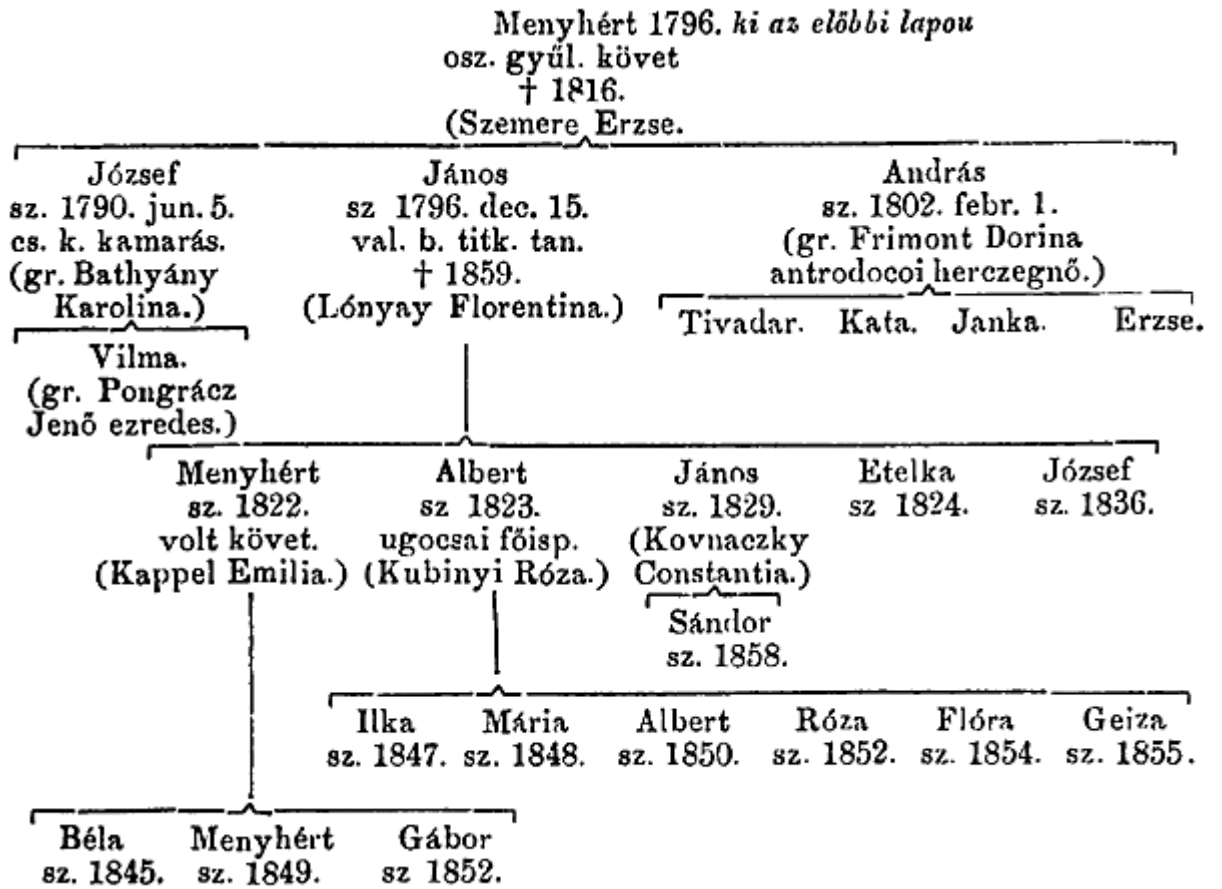 Menyhért 1796. ki az előbbi lapou
osz. gyűl. követ
† 1816.
(Szemere Erzse.
József János András
sz. 1790. jun. 5. sz 1796. dec. 15. sz. 1802. febr. 1.
cs. k. kamarás. val. b. titk. tan. (gr. Frimont Dorina
(gr. Bathyány † 1859. antrodocoi herczegnő.)
Karolina.) (Lónyay Florentina.)
Tivadar. Kata. Janka. Erzse.
Vilma.
(gr. Pongrácz
Jenő ezredes.)
Menyhért Albert János Etelka József
sz. 1822. sz 1823. sz. 1829. sz 1824. sz. 1836.
volt követ. ugocsai főisp. (Kovnaczky
(Kappel Emilia.) (Kubinyi Róza.) Constantia.)
Sándor
sz. 1858.
Ilka Mária Albert Róza Flóra Geiza
sz. 1847. sz. 1848. sz. 1850. sz. 1852. sz. 1854. sz. 1855.
Béla Menyhért Gábor
sz. 1845. sz. 1849. sz 1852.